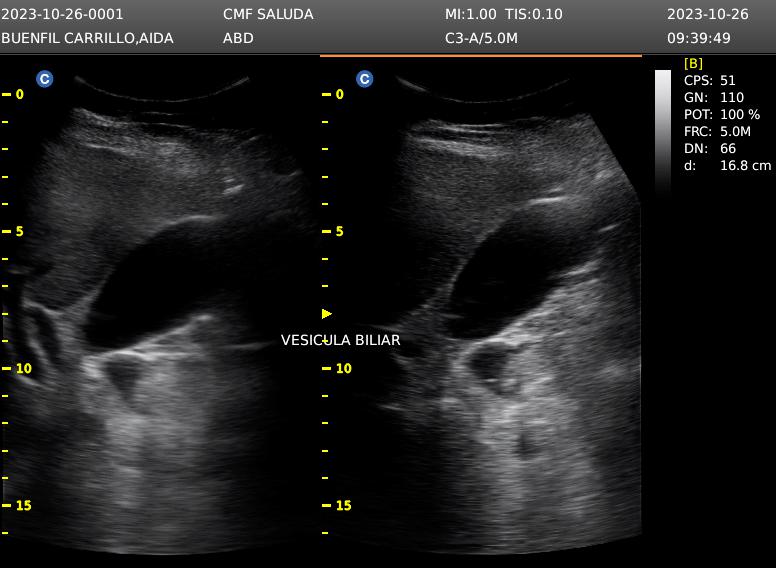 2023-10-26-0001 CMF SALUDA MI:1.00 TIS:0.10 2023-10-26
BUENFIL CARRILLO,AIDA ABD C3-A/5.0M 09:39:49
[B]
CPS: 51
GN: 110
POT: 100 %
FRC: 5.0M
DN: 66
d: 16.8 cm
C
C
0
0
5
5
VESICULA BILIAR
10
10
15
15